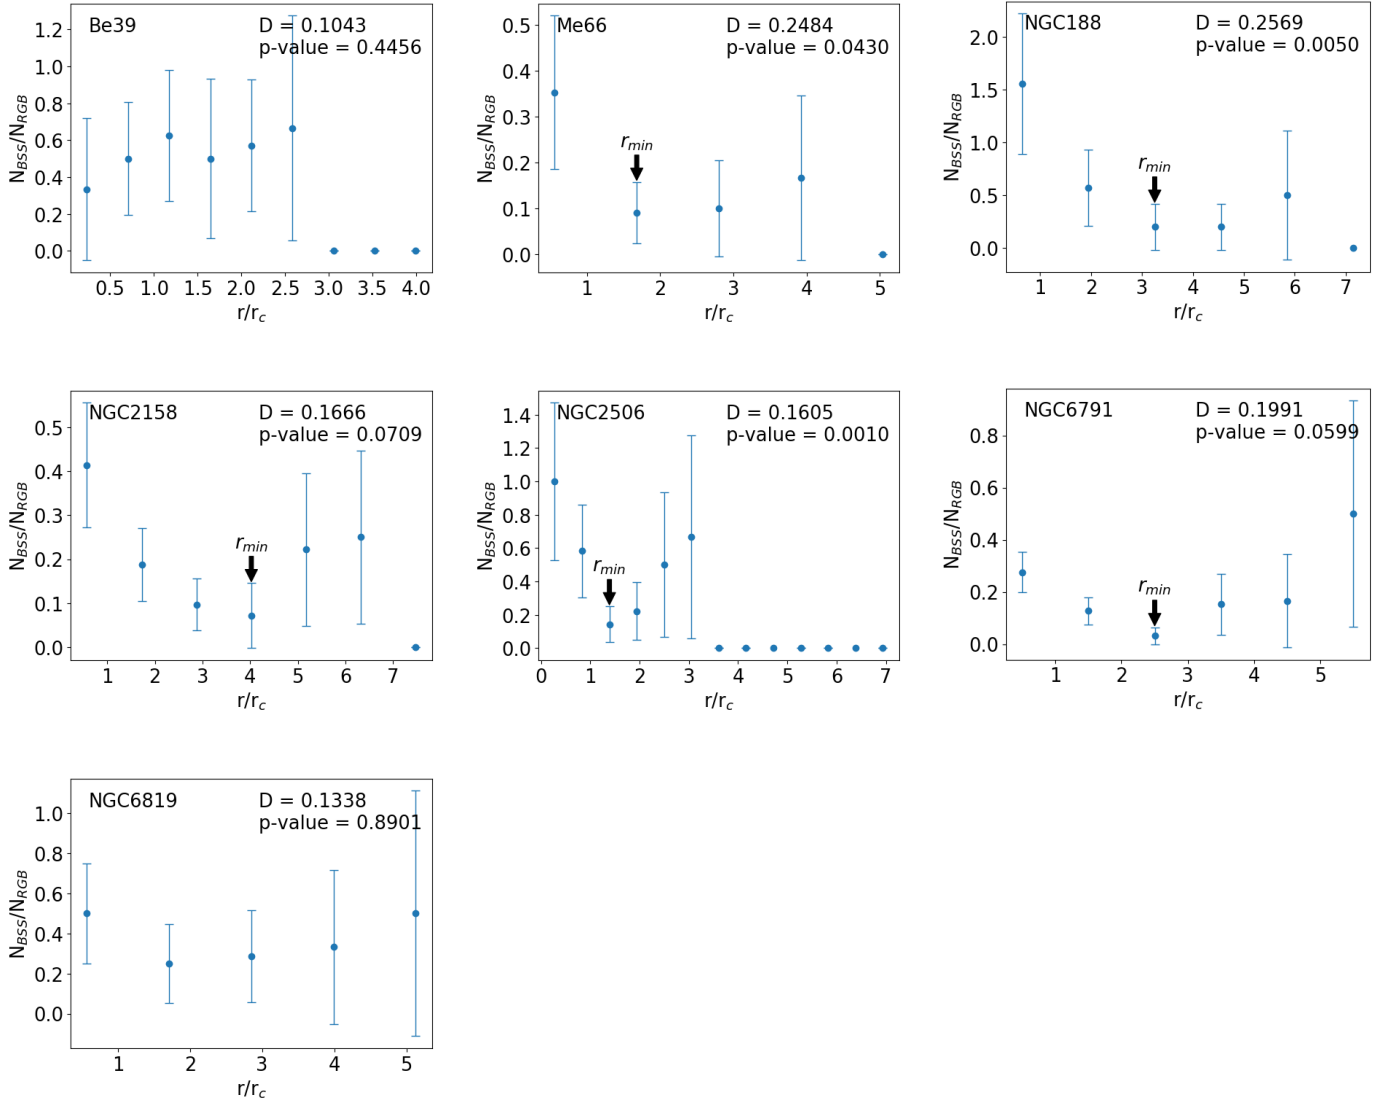 Be39
D = 0.1043
p-value = 0.4456
N_BSS/N_RGB
1.2
1.0
0.8
0.6
0.4
0.2
0.0
0.5 1.0 1.5 2.0 2.5 3.0 3.5 4.0
r/r_c
Me66
D = 0.2484
p-value = 0.0430
r_min
N_BSS/N_RGB
0.5
0.4
0.3
0.2
0.1
0.0
1 2 3 4 5
r/r_c
NGC188
D = 0.2569
p-value = 0.0050
r_min
N_BSS/N_RGB
2.0
1.5
1.0
0.5
0.0
1 2 3 4 5 6 7
r/r_c
NGC2158
D = 0.1666
p-value = 0.0709
r_min
N_BSS/N_RGB
0.5
0.4
0.3
0.2
0.1
0.0
1 2 3 4 5 6 7
r/r_c
NGC2506
D = 0.1605
p-value = 0.0010
r_min
N_BSS/N_RGB
1.4
1.2
1.0
0.8
0.6
0.4
0.2
0.0
0 1 2 3 4 5 6 7
r/r_c
NGC6791
D = 0.1991
p-value = 0.0599
r_min
N_BSS/N_RGB
0.8
0.6
0.4
0.2
0.0
1 2 3 4 5
r/r_c
NGC6819
D = 0.1338
p-value = 0.8901
N_BSS/N_RGB
1.0
0.8
0.6
0.4
0.2
0.0
1 2 3 4 5
r/r_c